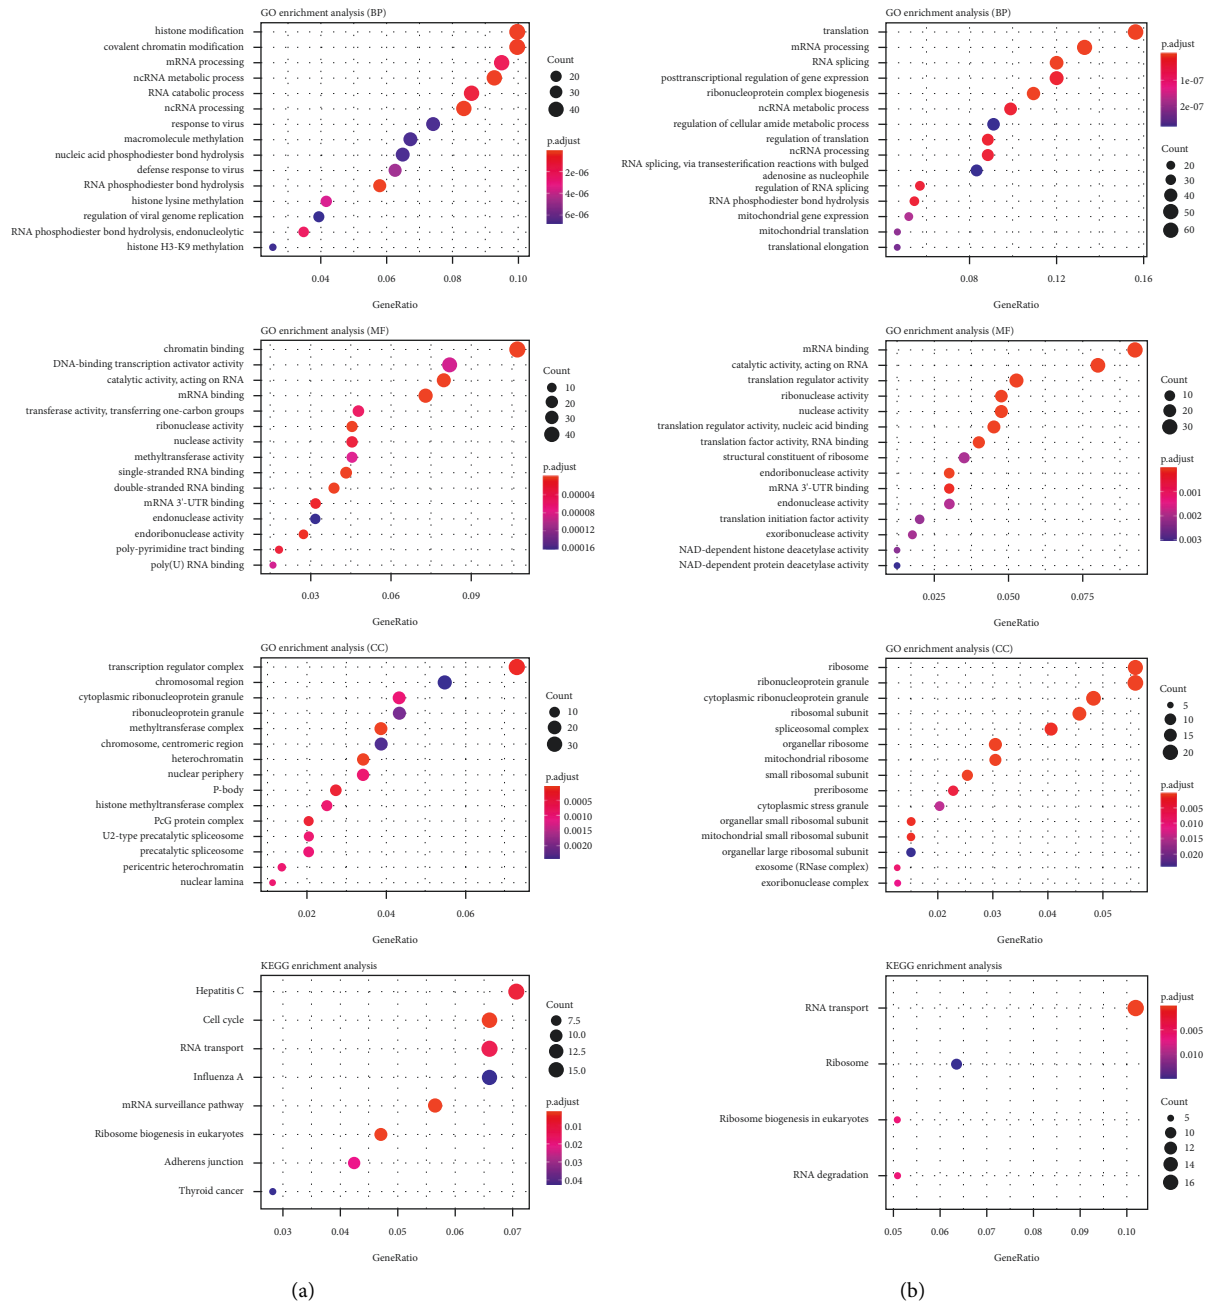 GO enrichment analysis (BP)
histone modification
covalent chromatin modification
mRNA processing
ncRNA metabolic process
RNA catabolic process
ncRNA processing
response to virus
macromolecule methylation
nucleic acid phosphodiester bond hydrolysis
defense response to virus
RNA phosphodiester bond hydrolysis
histone lysine methylation
regulation of viral genome replication
RNA phosphodiester bond hydrolysis, endonucleolytic
histone H3-K9 methylation
0.04 0.06 0.08 0.10
GeneRatio
Count
20
30
40
p.adjust
2e-06
4e-06
6e-06
GO enrichment analysis (MF)
chromatin binding
DNA-binding transcription activator activity
catalytic activity, acting on RNA
mRNA binding
transferase activity, transferring one-carbon groups
ribonuclease activity
nuclease activity
methyltransferase activity
single-stranded RNA binding
double-stranded RNA binding
mRNA 3'-UTR binding
endonuclease activity
endoribonuclease activity
poly-pyrimidine tract binding
poly(U) RNA binding
0.03 0.06 0.09
GeneRatio
Count
10
20
30
40
p.adjust
0.00004
0.00008
0.00012
0.00016
GO enrichment analysis (CC)
transcription regulator complex
chromosomal region
cytoplasmic ribonucleoprotein granule
ribonucleoprotein granule
methyltransferase complex
chromosome, centromeric region
heterochromatin
nuclear periphery
P-body
histone methyltransferase complex
PcG protein complex
U2-type precatalytic spliceosome
precatalytic spliceosome
pericentric heterochromatin
nuclear lamina
0.02 0.04 0.06
GeneRatio
Count
10
20
30
p.adjust
0.0005
0.0010
0.0015
0.0020
KEGG enrichment analysis
Hepatitis C
Cell cycle
RNA transport
Influenza A
mRNA surveillance pathway
Ribosome biogenesis in eukaryotes
Adherens junction
Thyroid cancer
0.03 0.04 0.05 0.06 0.07
GeneRatio
Count
7.5
10.0
12.5
15.0
p.adjust
0.01
0.02
0.03
0.04
(a)
GO enrichment analysis (BP)
translation
mRNA processing
RNA splicing
posttranscriptional regulation of gene expression
ribonucleoprotein complex biogenesis
ncRNA metabolic process
regulation of cellular amide metabolic process
regulation of translation
ncRNA processing
RNA splicing, via transesterification reactions with bulged
adenosine as nucleophile
regulation of RNA splicing
RNA phosphodiester bond hydrolysis
mitochondrial gene expression
mitochondrial translation
translational elongation
0.08 0.12 0.16
GeneRatio
p.adjust
1e-07
2e-07
Count
20
30
40
50
60
GO enrichment analysis (MF)
mRNA binding
catalytic activity, acting on RNA
translation regulator activity
ribonuclease activity
nuclease activity
translation regulator activity, nucleic acid binding
translation factor activity, RNA binding
structural constituent of ribosome
endoribonuclease activity
mRNA 3'-UTR binding
endonuclease activity
translation initiation factor activity
exoribonuclease activity
NAD-dependent histone deacetylase activity
NAD-dependent protein deacetylase activity
0.025 0.050 0.075
GeneRatio
Count
10
20
30
p.adjust
0.001
0.002
0.003
GO enrichment analysis (CC)
ribosome
ribonucleoprotein granule
cytoplasmic ribonucleoprotein granule
ribosomal subunit
spliceosomal complex
organellar ribosome
mitochondrial ribosome
small ribosomal subunit
preribosome
cytoplasmic stress granule
organellar small ribosomal subunit
mitochondrial small ribosomal subunit
organellar large ribosomal subunit
exosome (RNase complex)
exoribonuclease complex
0.02 0.03 0.04 0.05
GeneRatio
Count
5
10
15
20
p.adjust
0.005
0.010
0.015
0.020
KEGG enrichment analysis
RNA transport
Ribosome
Ribosome biogenesis in eukaryotes
RNA degradation
0.05 0.06 0.07 0.08 0.09 0.10
GeneRatio
p.adjust
0.005
0.010
Count
5
10
12
14
16
(b)